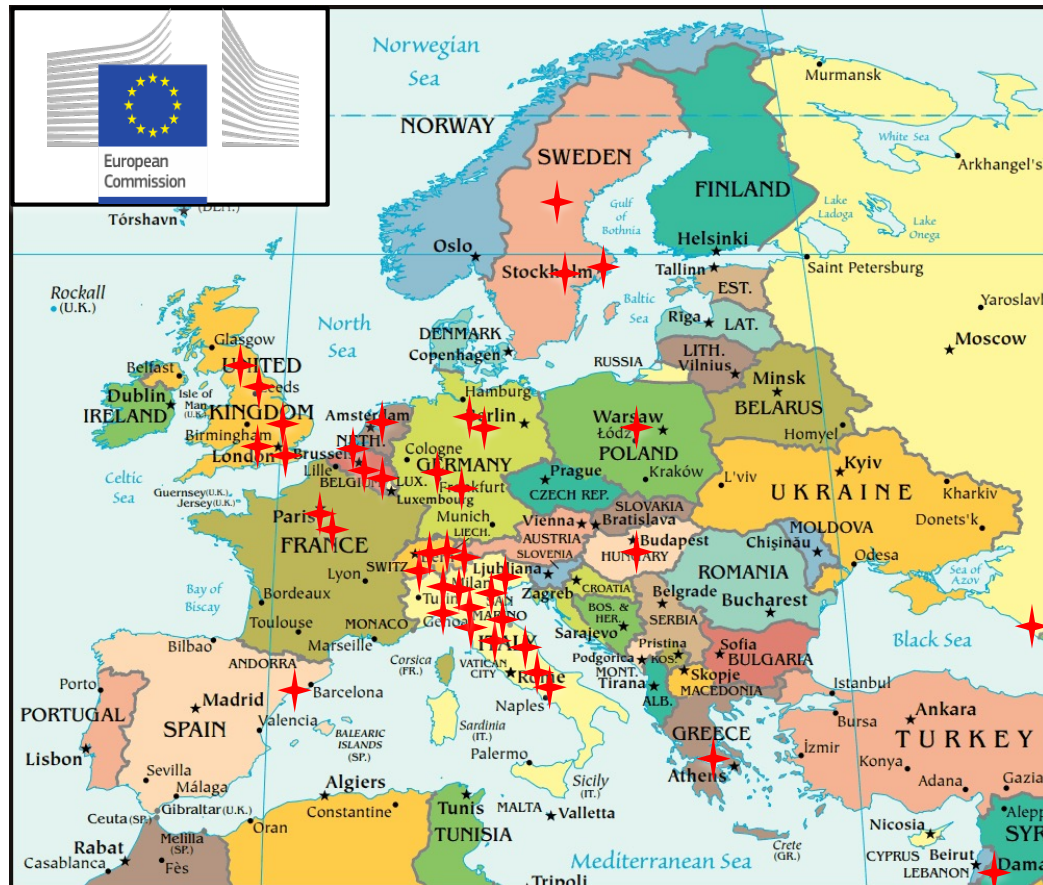 European
Commission
Norwegian
Sea
Murmansk
White Sea
Arkhangel's
NORWAY
SWEDEN
FINLAND
Gulf
of
Bothnia
Lake
Ladoga
Lake
Onega
Tórshavn
Oslo
Helsinki
Stockholm
Tallinn
Saint Petersburg
EST.
Rockall
(U.K.)
North
Sea
Baltic
Sea
Yaroslavl
DENMARK
Copenhagen
Rīga
LAT.
Moscow
Glasgow
UNITED
KINGDOM
Belfast
Leeds
Isle of
Man
(U.K.)
RUSSIA
LITH.
Vilnius
Minsk
BELARUS
Dublin
IRELAND
Hamburg
Berlin
Amsterdam
NETH.
Birmingham
London
Warsaw
Łódź
POLAND
Homyel'
Celtic
Sea
Brussels
Lille
BELGIUM
Cologne
GERMANY
LUX.
Frankfurt
Luxembourg
Prague
CZECH REP.
Kraków
L'viv
Kyiv
UKRAINE
Kharkiv
Guernsey (U.K.)
Jersey (U.K.)
Paris
FRANCE
Munich
LIECH.
Vienna
AUSTRIA
SLOVAKIA
Bratislava
Budapest
HUNGARY
SLOVENIA
MOLDOVA
Chișinău
Donets'k
Odesa
Sea of
Azov
Bay of
Biscay
Lyon
Bern
SWITZ.
Ljubljana
Zagreb
CROATIA
ROMANIA
Bucharest
Bordeaux
Toulouse
Marseille
MONACO
Turin
Milan
Genoa
SAN
MARINO
ITALY
BOS. &
HER.
Sarajevo
Belgrade
SERBIA
Black Sea
Bilbao
ANDORRA
Corsica
(FR.)
VATICAN
CITY
Rome
Podgorica
MONT.
Pristina
KOS.
Sofia
BULGARIA
Skopje
MACEDONIA
Tirana
ALB.
Porto
PORTUGAL
Lisbon
Madrid
SPAIN
Barcelona
Valencia
BALEARIC
ISLANDS
(SP.)
Sardinia
(IT.)
Naples
Istanbul
Bursa
Ankara
TURKEY
GREECE
Athens
İzmir
Konya
Adana
Gazia
Sevilla
Málaga
Gibraltar (U.K.)
Ceuta (SP.)
Melilla
(SP.)
Algiers
Constantine
Oran
Palermo
Sicily
(IT.)
Tunis
TUNISIA
MALTA
Valletta
Rabat
Casablanca
Fès
Mediterranean Sea
Crete
(GR.)
Nicosia
CYPRUS
Beirut
LEBANON
Alepp
SYR
Dama
Tripoli